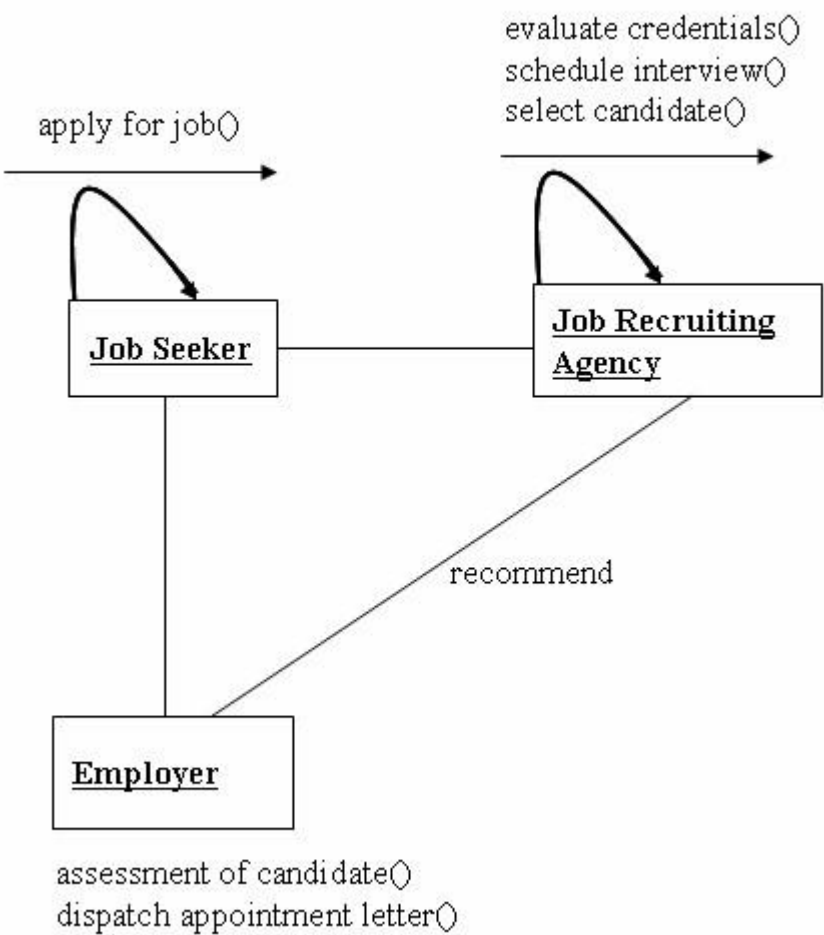 evaluate credentials()
schedule interview()
select candidate()
apply for job()
Job Seeker
Job Recruiting
Agency
recommend
Employer
assessment of candidate()
dispatch appointment letter()